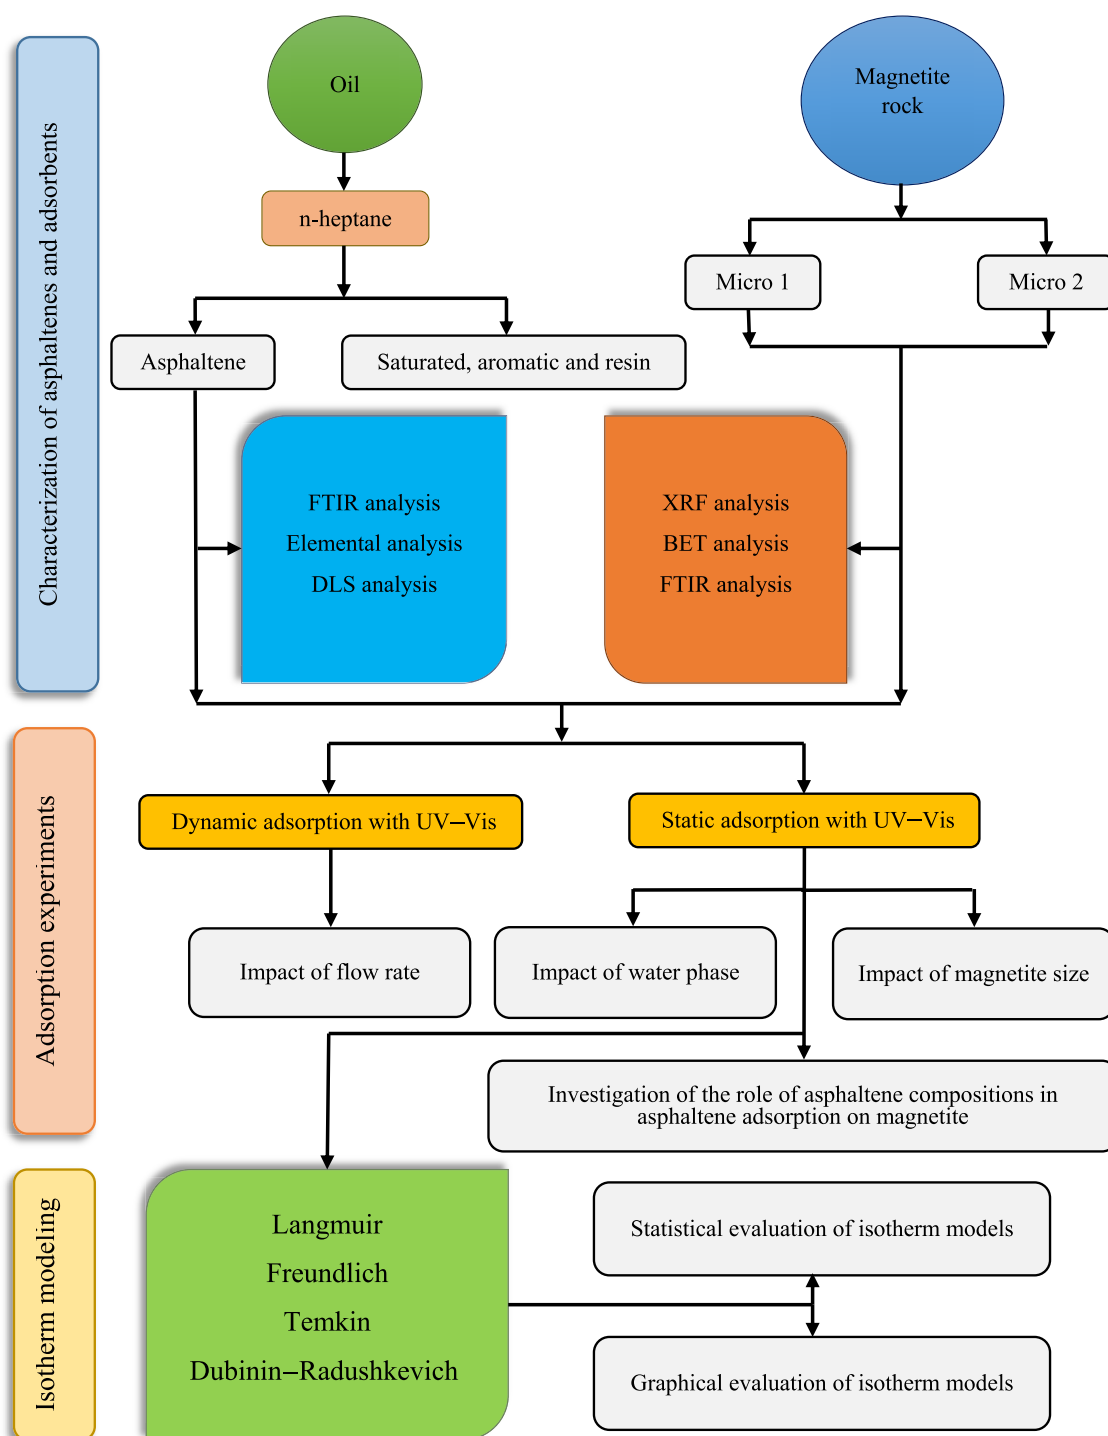 Characterization of asphaltenes and adsorbents
Oil
Magnetite
rock
n-heptane
Micro 1
Micro 2
Asphaltene
Saturated, aromatic and resin
FTIR analysis
Elemental analysis
DLS analysis
XRF analysis
BET analysis
FTIR analysis
Adsorption experiments
Dynamic adsorption with UV–Vis
Static adsorption with UV–Vis
Impact of flow rate
Impact of water phase
Impact of magnetite size
Investigation of the role of asphaltene compositions in
asphaltene adsorption on magnetite
Isotherm modeling
Langmuir
Freundlich
Temkin
Dubinin–Radushkevich
Statistical evaluation of isotherm models
Graphical evaluation of isotherm models